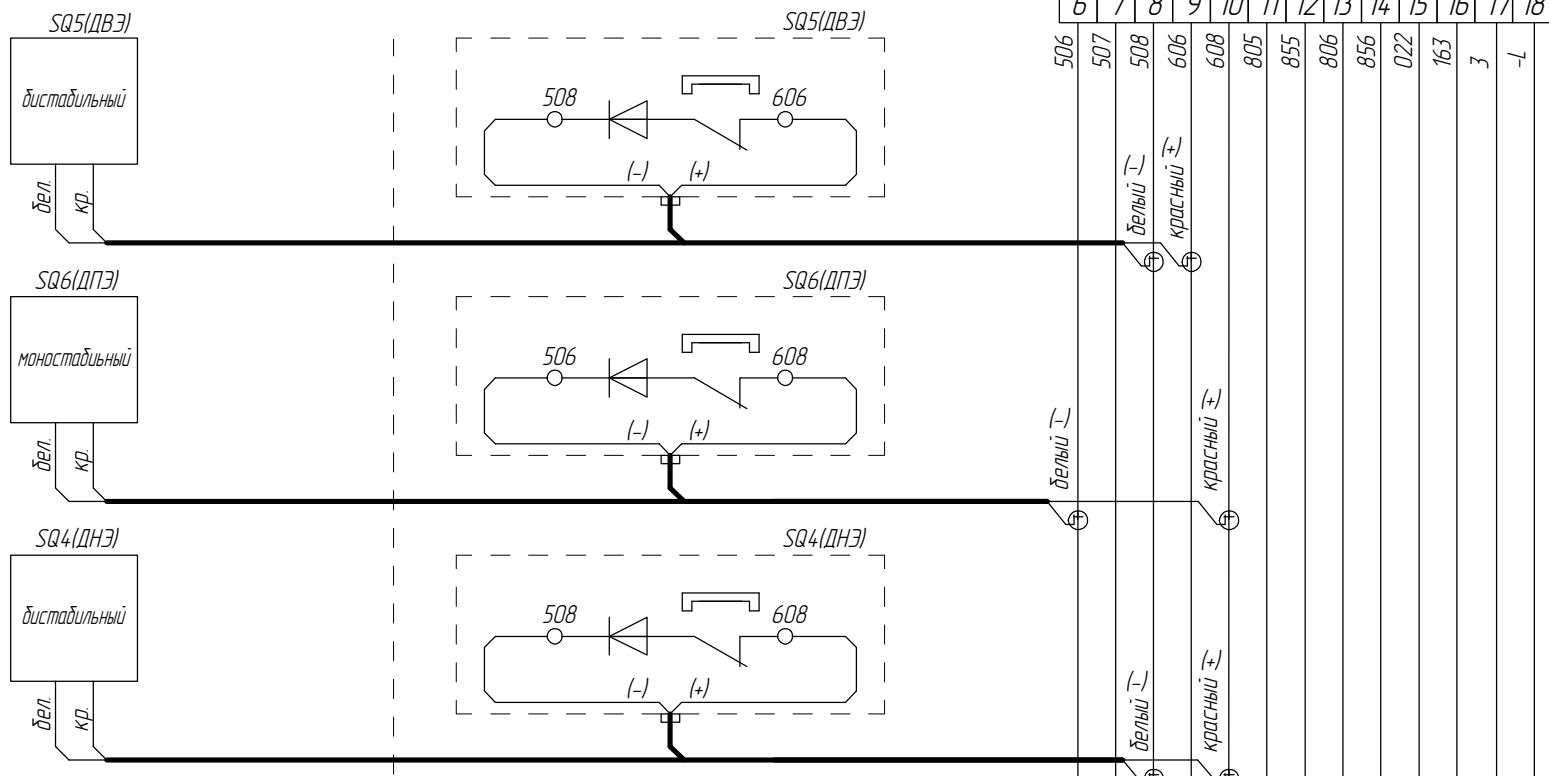 6 7 8 9 10 11 12 13 14 15 16 17 18
506 507 508 606 608 805 855 806 856 022 163 3 -L
SQ5(ДВЭ)
SQ5(ДВЭ)
бистабильный
508
606
(-) (+)
бел. кр.
белый (-)
красный (+)
SQ6(ДПЭ)
SQ6(ДПЭ)
моностабиьный
506
608
(-) (+)
бел. кр.
белый (-)
красный (+)
SQ4(ДНЭ)
SQ4(ДНЭ)
бистабильный
508
608
(-) (+)
бел. кр.
белый (-)
красный (+)